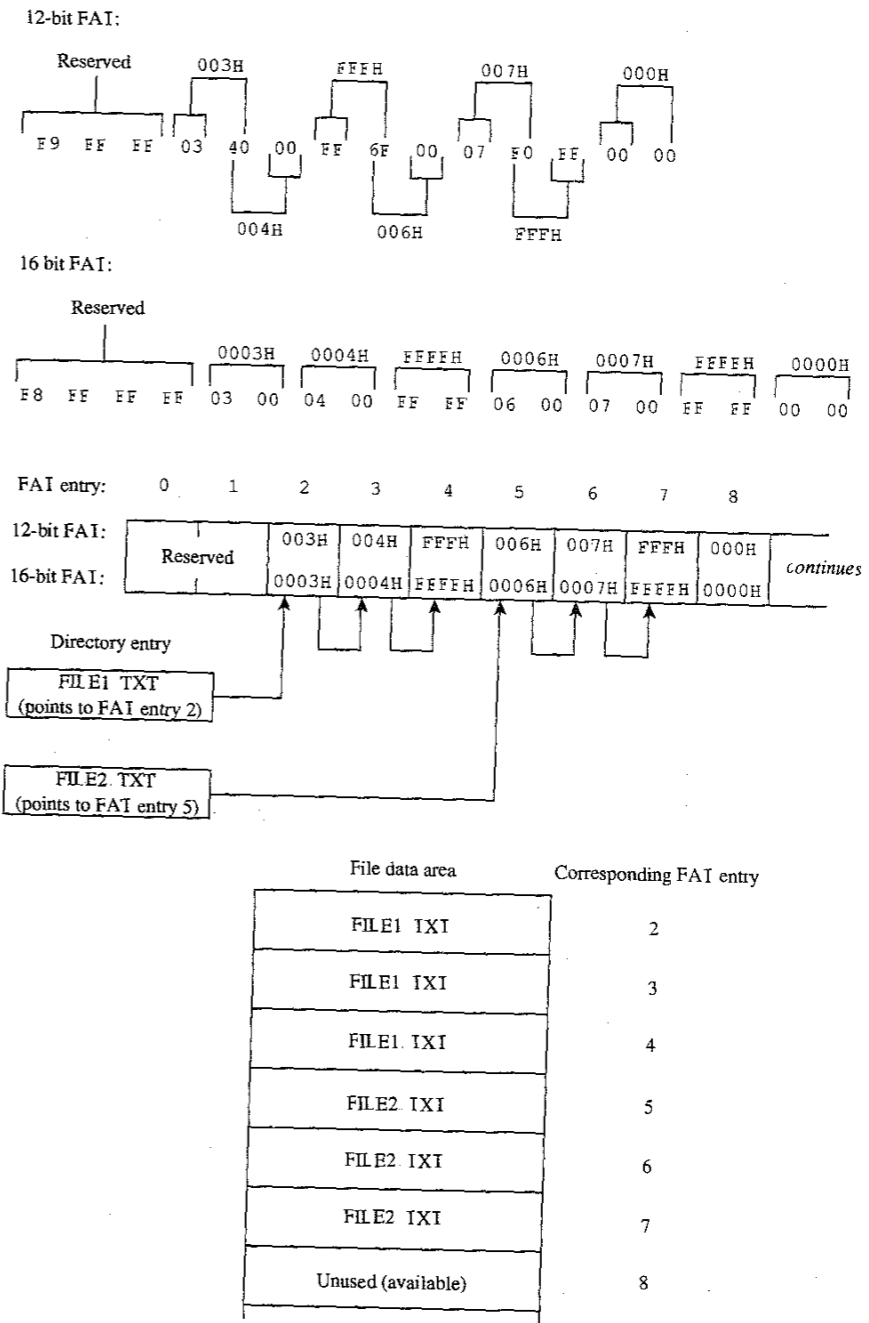 12-bit FAT:
Reserved 003H FFFH 007H 000H
F9 FF FF 03 40 00 FF 6F 00 07 F0 FF 00 00
004H 006H FFFH
16 bit FAT:
Reserved
0003H 0004H FFFFH 0006H 0007H FFFFH 0000H
F8 FF FF FF 03 00 04 00 FF FF 06 00 07 00 FF FF 00 00
FAT entry: 0 1 2 3 4 5 6 7 8
12-bit FAT: Reserved 003H 004H FFFH 006H 007H FFFH 000H continues
16-bit FAT: 0003H 0004H FFFFH 0006H 0007H FFFFH 0000H
Directory entry
FILE1 TXT
(points to FAT entry 2)
FILE2. TXT
(points to FAT entry 5)
File data area Corresponding FAT entry
FILE1 TXT 2
FILE1 TXT 3
FILE1. TXT 4
FILE2. TXT 5
FILE2. TXT 6
FILE2 TXT 7
Unused (available) 8